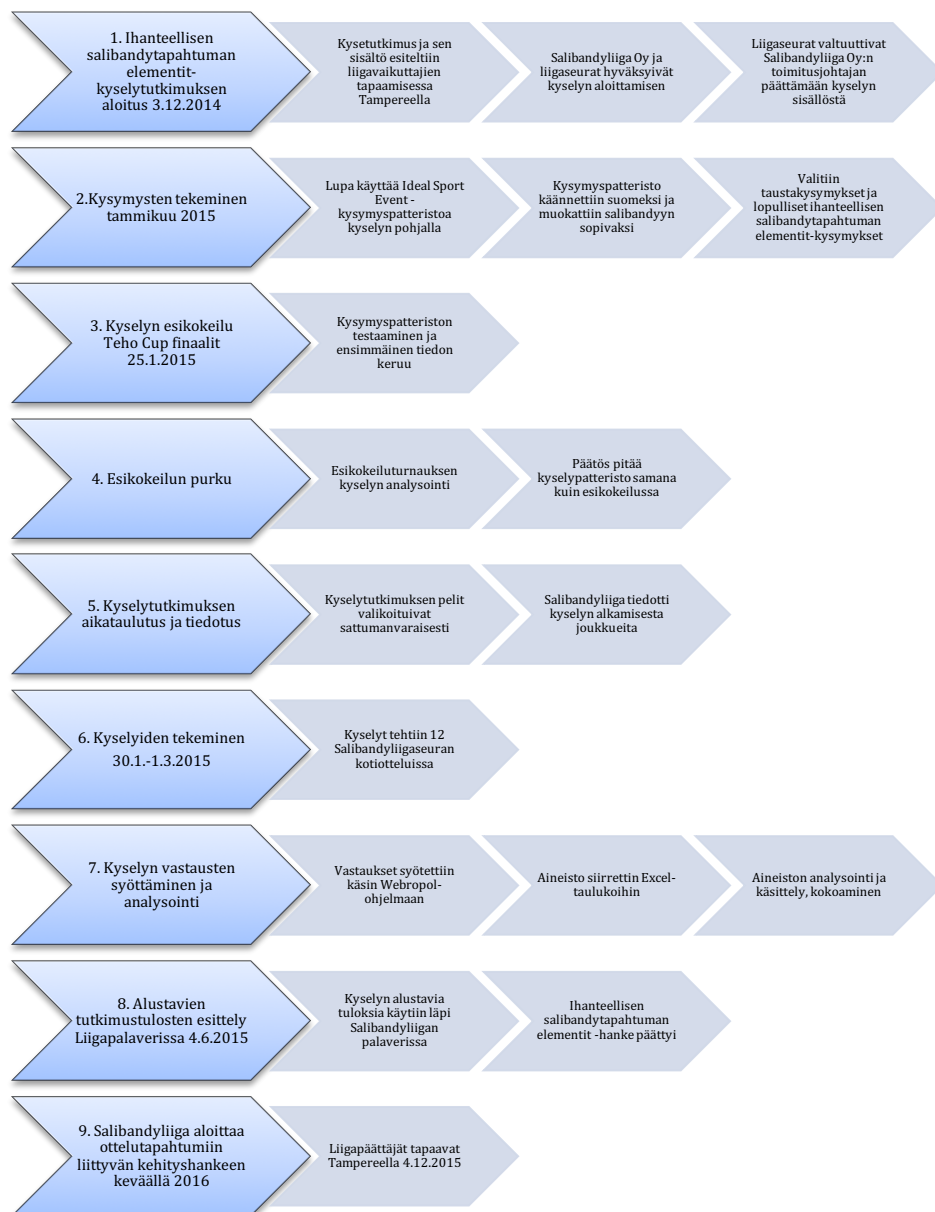 1. Ihanteellisen
salibandytapahtuman
elementit-
kyselytutkimuksen
aloitus 3.12.2014
Kysetutkimus ja sen
sisältö esiteltiin
liigavaikuttajien
tapaamisessa
Tampereella
Salibandyliiga Oy ja
liigaseurat hyväksyivät
kyselyn aloittamisen
Liigaseurat valtuuttivat
Salibandyliiga Oy:n
toimitusjohtajan
päättämään kyselyn
sisällöstä
2.Kysymysten tekeminen
tammikuu 2015
Lupa käyttää Ideal Sport
Event -
kysymyspatteristoa
kyselyn pohjalla
Kysymyspatteristo
käännettiin suomeksi ja
muokattiin salibandyyn
sopivaksi
Valitiin
taustakysymykset ja
lopulliset ihanteellisen
salibandytapahtuman
elementit-kysymykset
3. Kyselyn esikokeilu
Teho Cup finaalit
25.1.2015
Kysymyspatteriston
testaaminen ja
ensimmäinen tiedon
keruu
4. Esikokeilun purku
Esikokeiluturnauksen
kyselyn analysointi
Päätös pitää
kyselypatteristo samana
kuin esikokeilussa
5. Kyselytutkimuksen
aikataulutus ja tiedotus
Kyselytutkimuksen pelit
valikoituivat
sattumanvaraisesti
Salibandyliiga tiedotti
kyselyn alkamisesta
joukkueita
6. Kyselyiden tekeminen
30.1.-1.3.2015
Kyselyt tehtiin 12
Salibandyliigaseuran
kotiotteluissa
7. Kyselyn vastausten
syöttäminen ja
analysointi
Vastaukset syötettiin
käsin Webropol-
ohjelmaan
Aineisto siirrettin Excel-
taulukoihin
Aineiston analysointi ja
käsittely, kokoaminen
8. Alustavien
tutkimustulosten esittely
Liigapalaverissa 4.6.2015
Kyselyn alustavia
tuloksia käytiin läpi
Salibandyliigan
palaverissa
Ihanteellisen
salibandytapahtuman
elementit -hanke päättyi
9. Salibandyliiga aloittaa
ottelutapahtumiin
liittyvän kehityshankeen
keväällä 2016
Liigapäättäjät tapaavat
Tampereella 4.12.2015